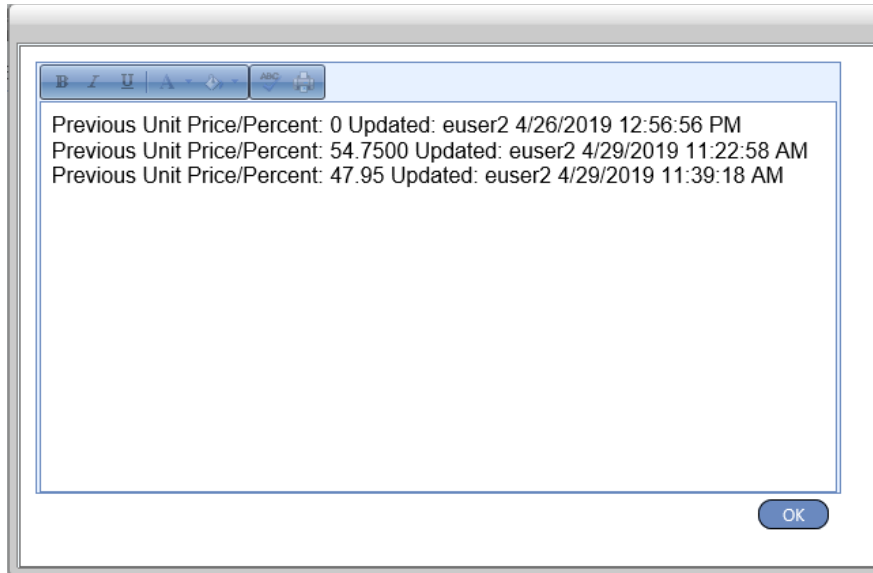 B I U A ABC
Previous Unit Price/Percent: 0 Updated: euser2 4/26/2019 12:56:56 PM
Previous Unit Price/Percent: 54.7500 Updated: euser2 4/29/2019 11:22:58 AM
Previous Unit Price/Percent: 47.95 Updated: euser2 4/29/2019 11:39:18 AM
OK